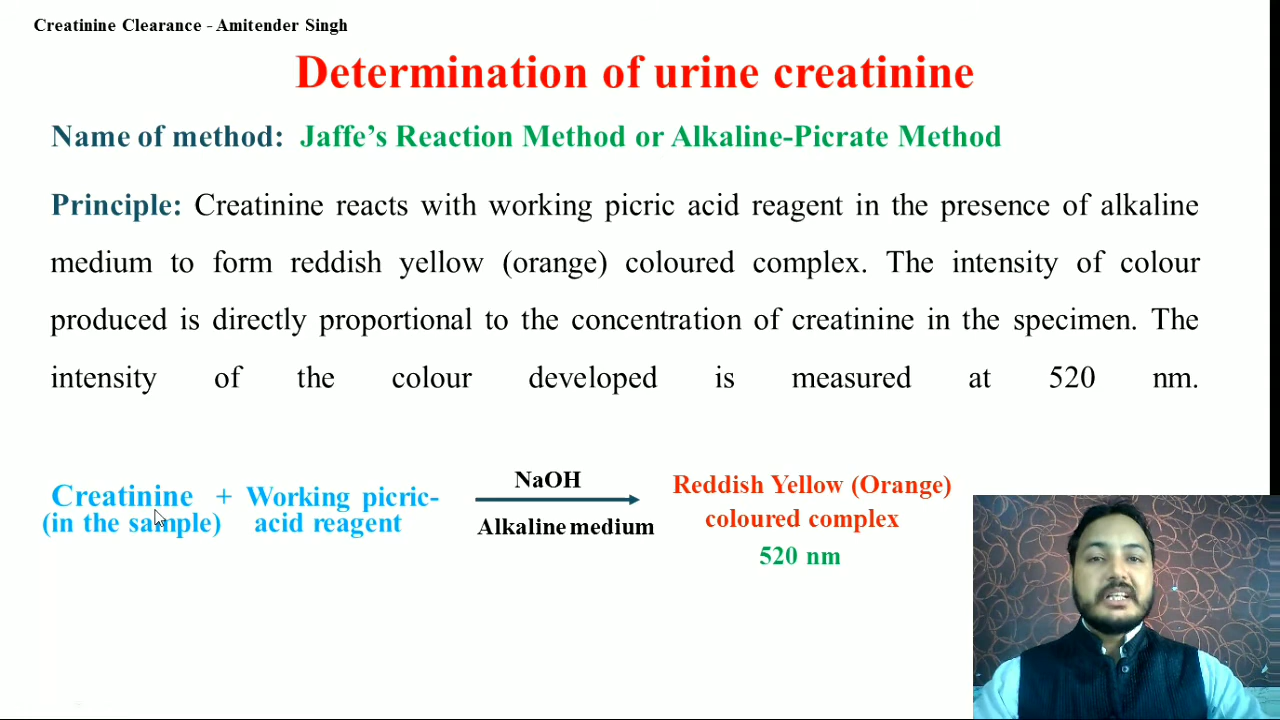 Creatinine Clearance - Amitender Singh
Determination of urine creatinine
Name of method: Jaffe's Reaction Method or Alkaline-Picrate Method
Principle: Creatinine reacts with working picric acid reagent in the presence of alkaline
medium to form reddish yellow (orange) coloured complex. The intensity of colour
produced is directly proportional to the concentration of creatinine in the specimen. The
intensity of the colour developed is measured at 520 nm.
Creatinine + Working picric-
(in the sample) acid reagent
NaOH
Alkaline medium
Reddish Yellow (Orange)
coloured complex
520 nm